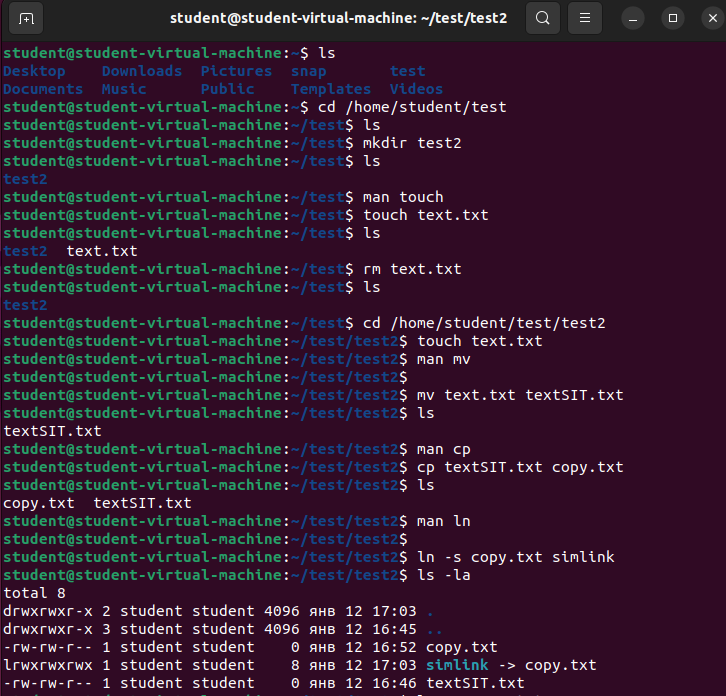 student@student-virtual-machine: ~/test/test2
student@student-virtual-machine:~$ ls
Desktop    Downloads  Pictures  snap       test
Documents  Music      Public    Templates  Videos
student@student-virtual-machine:~$ cd /home/student/test
student@student-virtual-machine:~/test$ ls
student@student-virtual-machine:~/test$ mkdir test2
student@student-virtual-machine:~/test$ ls
test2
student@student-virtual-machine:~/test$ man touch
student@student-virtual-machine:~/test$ touch text.txt
student@student-virtual-machine:~/test$ ls
test2  text.txt
student@student-virtual-machine:~/test$ rm text.txt
student@student-virtual-machine:~/test$ ls
test2
student@student-virtual-machine:~/test$ cd /home/student/test/test2
student@student-virtual-machine:~/test/test2$ touch text.txt
student@student-virtual-machine:~/test/test2$ man mv
student@student-virtual-machine:~/test/test2$
student@student-virtual-machine:~/test/test2$ mv text.txt textSIT.txt
student@student-virtual-machine:~/test/test2$ ls
textSIT.txt
student@student-virtual-machine:~/test/test2$ man cp
student@student-virtual-machine:~/test/test2$ cp textSIT.txt copy.txt
student@student-virtual-machine:~/test/test2$ ls
copy.txt  textSIT.txt
student@student-virtual-machine:~/test/test2$ man ln
student@student-virtual-machine:~/test/test2$
student@student-virtual-machine:~/test/test2$ ln -s copy.txt simlink
student@student-virtual-machine:~/test/test2$ ls -la
total 8
drwxrwxr-x 2 student student 4096 янв 12 17:03 .
drwxrwxr-x 3 student student 4096 янв 12 16:45 ..
-rw-rw-r-- 1 student student    0 янв 12 16:52 copy.txt
lrwxrwxrwx 1 student student    8 янв 12 17:03 simlink -> copy.txt
-rw-rw-r-- 1 student student    0 янв 12 16:46 textSIT.txt